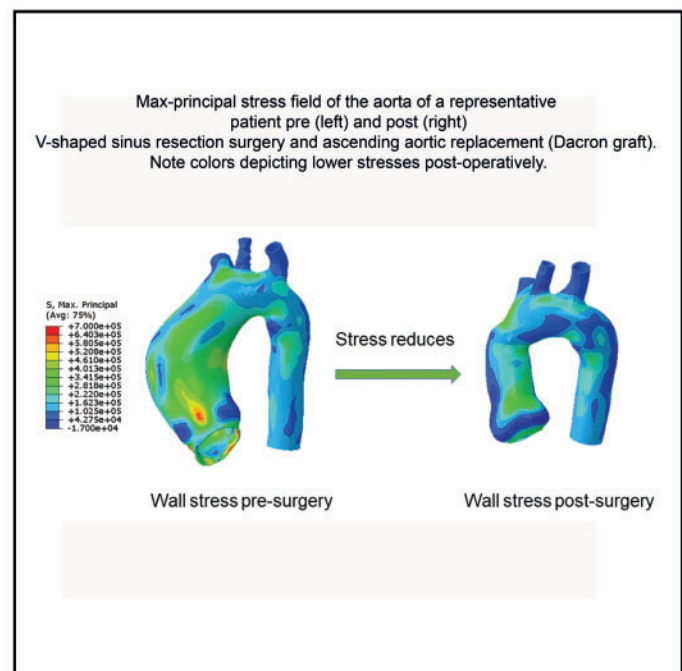 Max-principal stress field of the aorta of a representative
patient pre (left) and post (right)
V-shaped sinus resection surgery and ascending aortic replacement (Dacron graft).
Note colors depicting lower stresses post-operatively.
S, Max. Principal
(Avg: 75%)
+7.000e+05
+6.403e+05
+5.805e+05
+5.208e+05
+4.610e+05
+4.013e+05
+3.415e+05
+2.818e+05
+2.220e+05
+1.623e+05
+1.025e+05
+4.275e+04
-1.700e+04
Stress reduces
Wall stress pre-surgery
Wall stress post-surgery